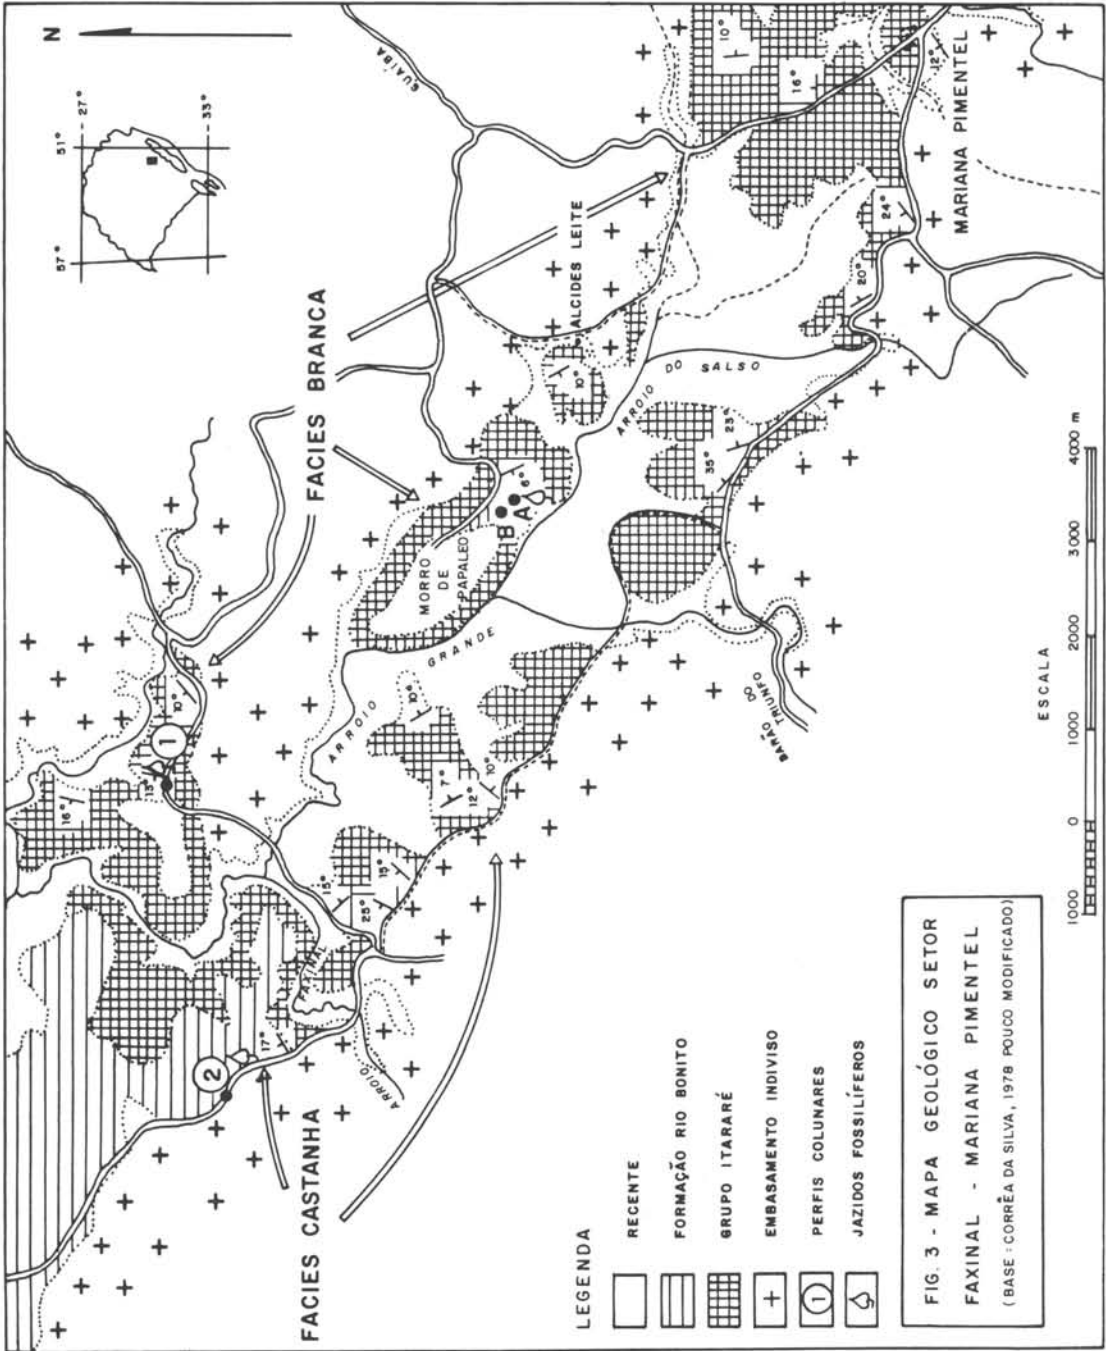 N
51°
27°
33°
57°
GUAÍBA
10°
16°
12°
MARIANA PIMENTEL
24°
20°
ALCIDES LEITE
10°
ARROIO DO SALSO
FACIES BRANCA
6°
B A
MORRO
DE
PAPALEO
23°
35°
ARROIO GRANDE
BARÃO DO
TRIUNFO
1
10°
15°
16°
10°
7°
12°
10°
15°
25°
15°
FAXINAL
ARROIO
2
17°
FACIES CASTANHA
ESCALA
1000 0 1000 2000 3000 4000 m
LEGENDA
RECENTE
FORMAÇÃO RIO BONITO
GRUPO ITARARÉ
EMBASAMENTO INDIVISO
1 PERFIS COLUNARES
JAZIDOS FOSSILÍFEROS
FIG. 3 - MAPA GEOLÓGICO SETOR
FAXINAL - MARIANA PIMENTEL
(BASE: CORRÊA DA SILVA, 1978 POUCO MODIFICADO)